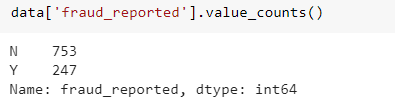 data['fraud_reported'].value_counts()
N    753
Y    247
Name: fraud_reported, dtype: int64